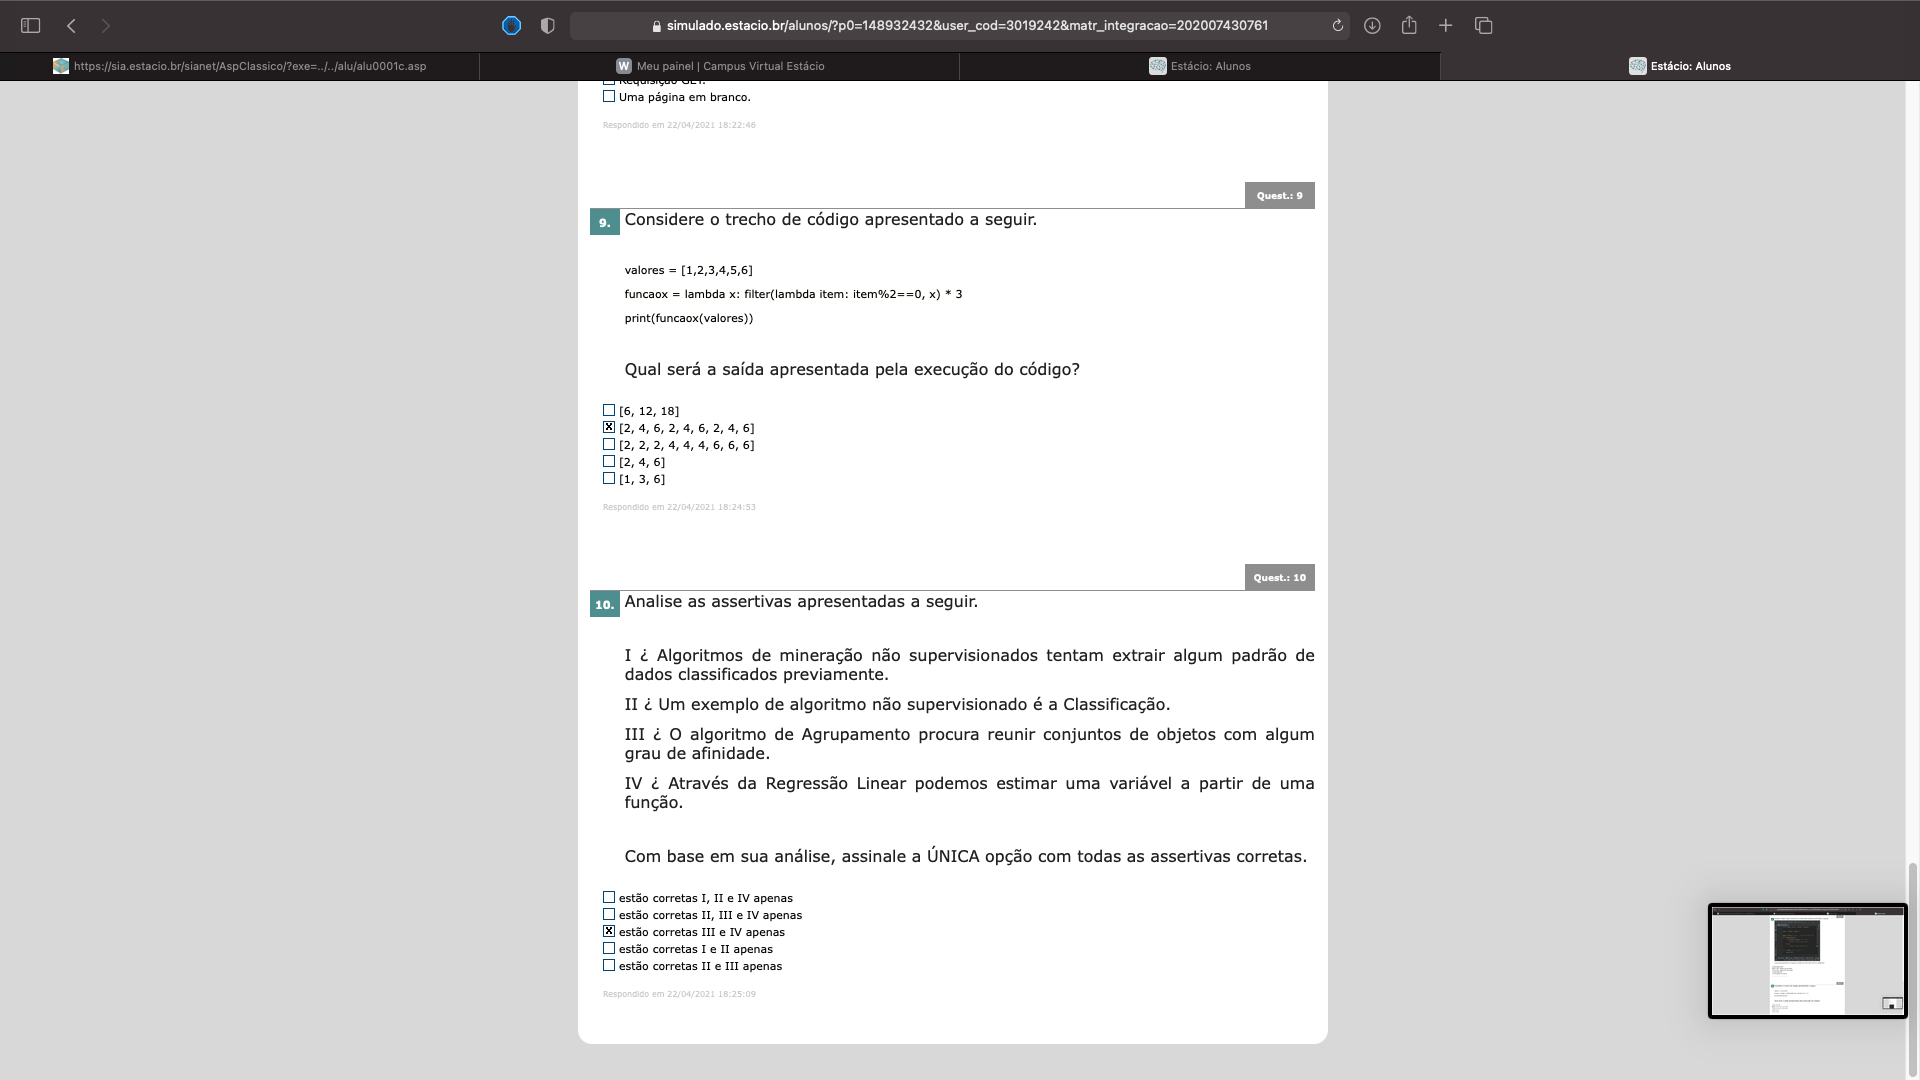 simulado.estacio.br/alunos/?p0=148932432&user_cod=3019242&matr_integracao=202007430761
https://sia.estacio.br/sianet/AspClassico/?exe=../../alu/alu0001c.asp
W Meu painel | Campus Virtual Estácio
Estácio: Alunos
Estácio: Alunos
Requisição GET.
Uma página em branco.
Respondido em 22/04/2021 18:22:46
Quest.: 9
9. Considere o trecho de código apresentado a seguir.
valores = [1,2,3,4,5,6]
funcaox = lambda x: filter(lambda item: item%2==0, x) * 3
print(funcaox(valores))
Qual será a saída apresentada pela execução do código?
[6, 12, 18]
X [2, 4, 6, 2, 4, 6, 2, 4, 6]
[2, 2, 2, 4, 4, 4, 6, 6, 6]
[2, 4, 6]
[1, 3, 6]
Respondido em 22/04/2021 18:24:53
Quest.: 10
10. Analise as assertivas apresentadas a seguir.
I ¿ Algoritmos de mineração não supervisionados tentam extrair algum padrão de
dados classificados previamente.
II ¿ Um exemplo de algoritmo não supervisionado é a Classificação.
III ¿ O algoritmo de Agrupamento procura reunir conjuntos de objetos com algum
grau de afinidade.
IV ¿ Através da Regressão Linear podemos estimar uma variável a partir de uma
função.
Com base em sua análise, assinale a ÚNICA opção com todas as assertivas corretas.
estão corretas I, II e IV apenas
estão corretas II, III e IV apenas
X estão corretas III e IV apenas
estão corretas I e II apenas
estão corretas II e III apenas
Respondido em 22/04/2021 18:25:09